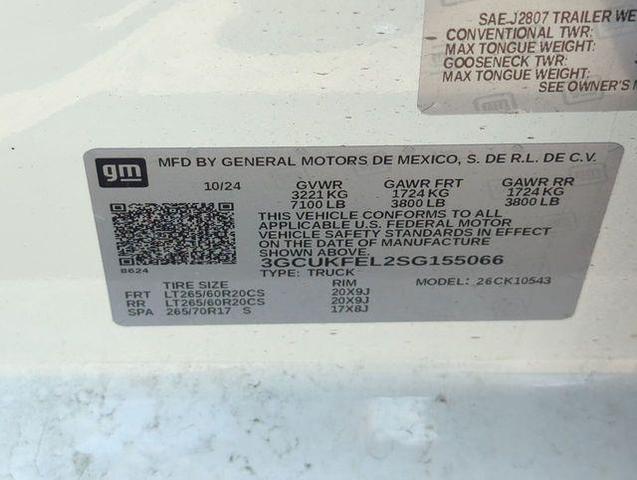 SAE J2807 TRAILER WE
CONVENTIONAL TWR:
MAX TONGUE WEIGHT:
GOOSENECK TWR:
MAX TONGUE WEIGHT:
SEE OWNER'S M
gm
MFD BY GENERAL MOTORS DE MEXICO, S. DE R.L. DE C.V.
10/24 GVWR GAWR FRT GAWR RR
3221 KG 1724 KG 1724 KG
7100 LB 3800 LB 3800 LB
THIS VEHICLE CONFORMS TO ALL
APPLICABLE U.S. FEDERAL MOTOR
VEHICLE SAFETY STANDARDS IN EFFECT
ON THE DATE OF MANUFACTURE
3GCUKFEL2SG155066
8624 TYPE: TRUCK MODEL: 26CK10543
TIRE SIZE RIM
FRT LT265/60R20CS 20X9J
RR LT265/60R20CS 20X9J
SPA 265/70R17 S 17X8J